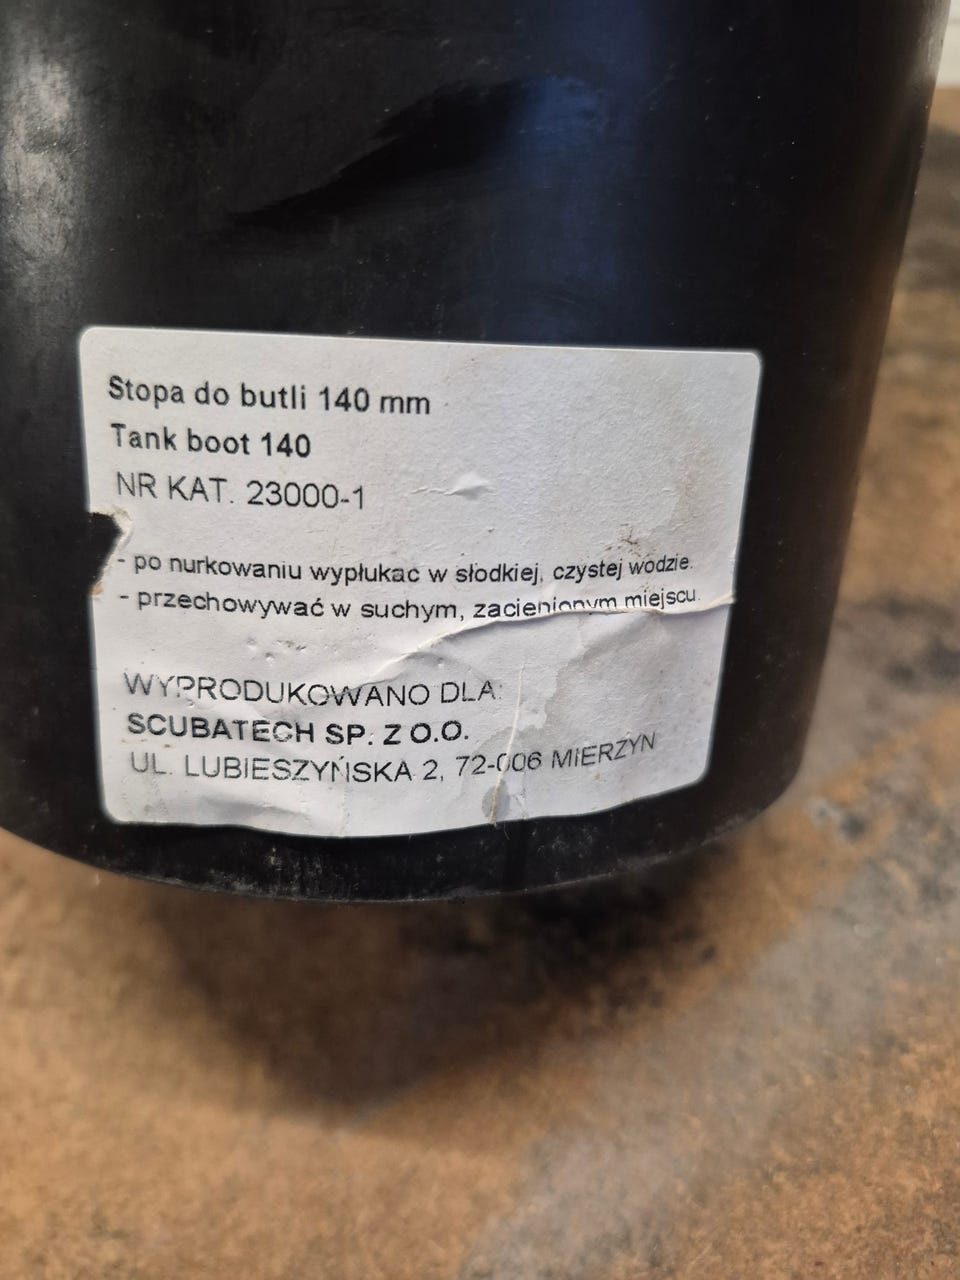 Stopa do butli 140 mm
Tank boot 140
NR KAT. 23000-1
- po nurkowaniu wypłukac w słodkiej, czystej wodzie.
- przechowywać w suchym, zacienionym miejscu.
WYPRODUKOWANO DLA:
SCUBATECH SP. Z O.O.
UL. LUBIESZYŃSKA 2, 72-006 MIERZYN